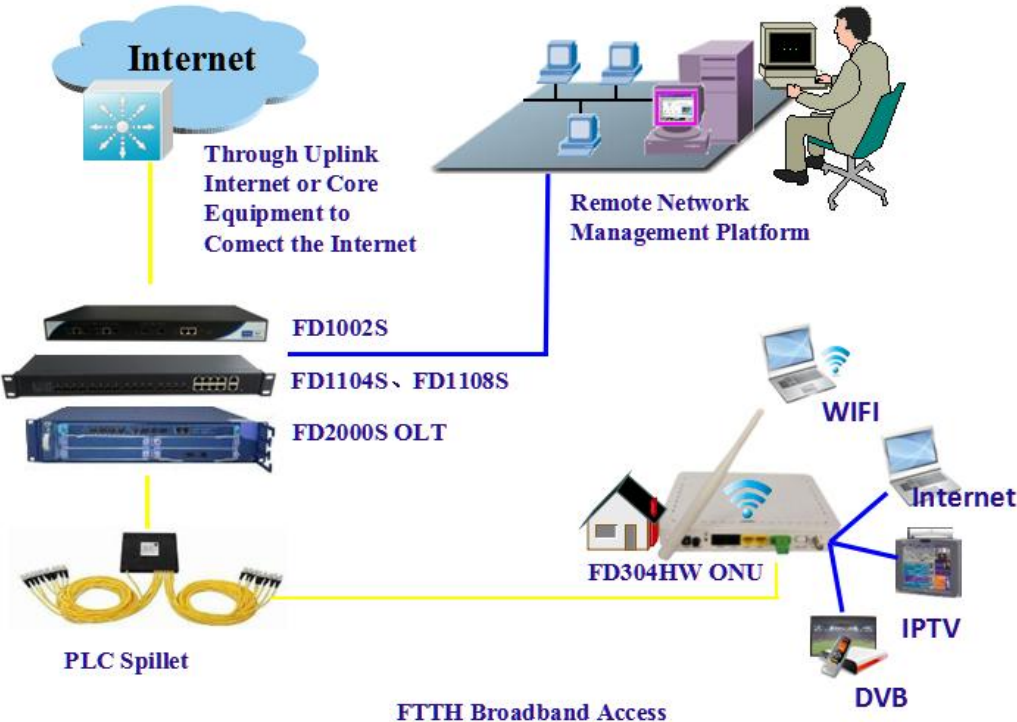 Internet
Through Uplink
Internet or Core
Equipment to
Comect the Internet
Remote Network
Management Platform
FD1002S
FD1104S、FD1108S
FD2000S OLT
WIFI
Internet
FD304HW ONU
IPTV
PLC Spillet
DVB
FTTH Broadband Access